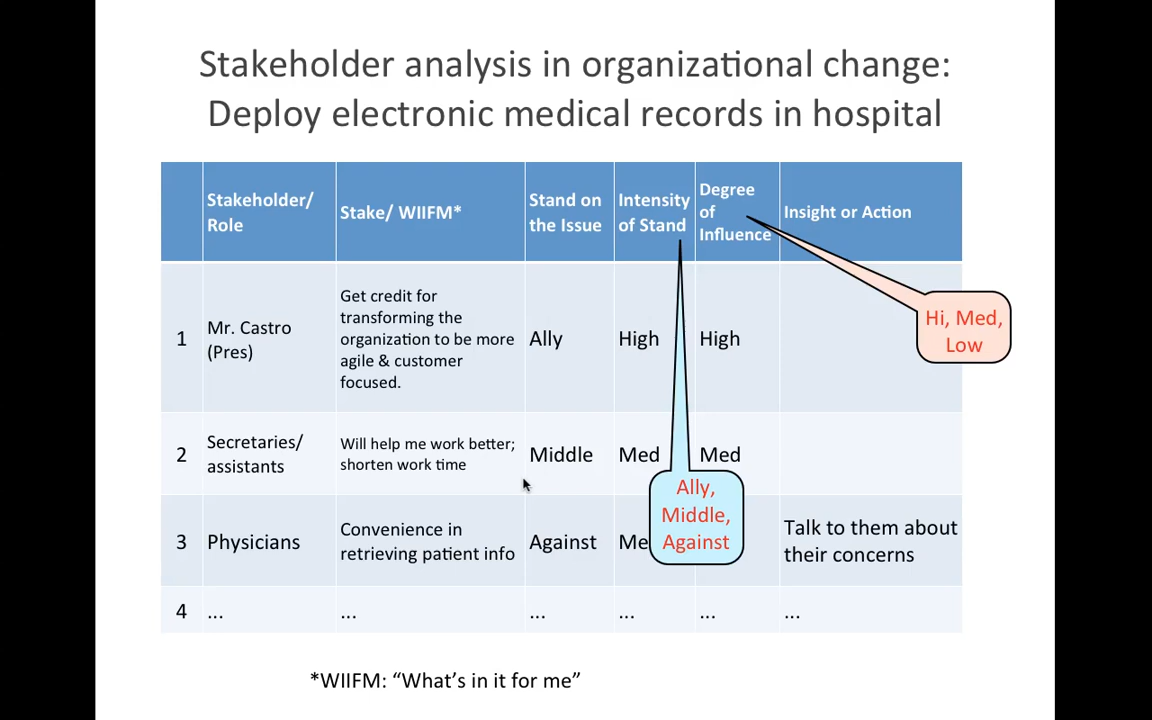 Stakeholder analysis in organizational change:
Deploy electronic medical records in hospital
Stakeholder/
Role
Stake/ WIIFM*
Stand on
the Issue
Intensity
of Stand
Degree
of
Influence
Insight or Action
1
Mr. Castro
(Pres)
Get credit for
transforming the
organization to be more
agile & customer
focused.
Ally
High
High
Hi, Med,
Low
2
Secretaries/
assistants
Will help me work better;
shorten work time
Middle
Med
Med
Ally,
Middle,
Against
3
Physicians
Convenience in
retrieving patient info
Against
Me
Talk to them about
their concerns
4
...
...
...
...
...
...
*WIIFM: “What’s in it for me”